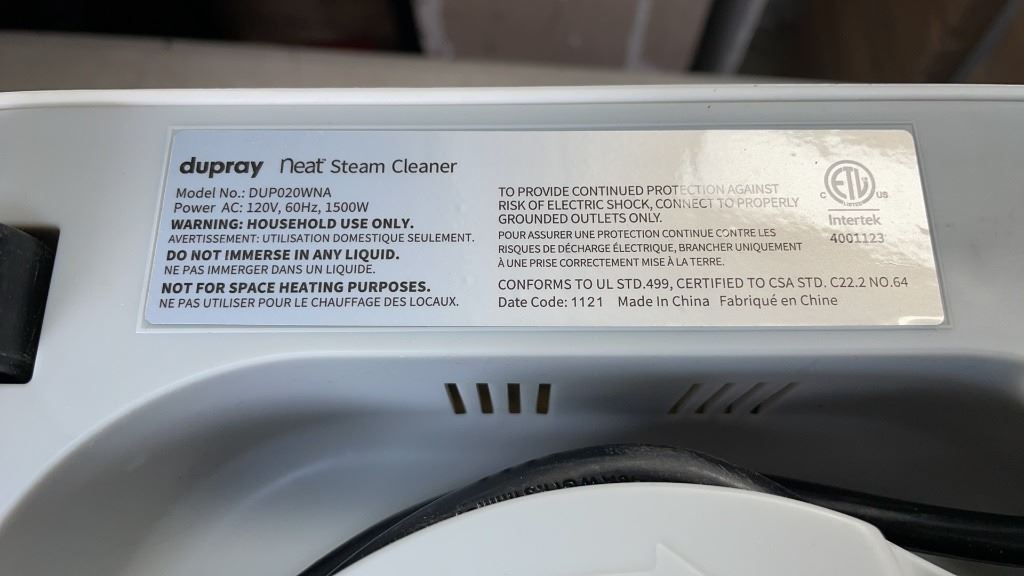 dupray neat Steam Cleaner
Model No.: DUP020WNA
Power AC: 120V, 60Hz, 1500W
WARNING: HOUSEHOLD USE ONLY.
AVERTISSEMENT: UTILISATION DOMESTIQUE SEULEMENT.
DO NOT IMMERSE IN ANY LIQUID.
NE PAS IMMERGER DANS UN LIQUIDE.
NOT FOR SPACE HEATING PURPOSES.
NE PAS UTILISER POUR LE CHAUFFAGE DES LOCAUX.
TO PROVIDE CONTINUED PROTECTION AGAINST
RISK OF ELECTRIC SHOCK, CONNECT TO PROPERLY
GROUNDED OUTLETS ONLY.
POUR ASSURER UNE PROTECTION CONTINUE CONTRE LES
RISQUES DE DÉCHARGE ÉLECTRIQUE, BRANCHER UNIQUEMENT
À UNE PRISE CORRECTEMENT MISE À LA TERRE.
CONFORMS TO UL STD.499, CERTIFIED TO CSA STD. C22.2 NO.64
Date Code: 1121 Made In China Fabriqué en Chine
C ETL US
LISTED
Intertek
4001123